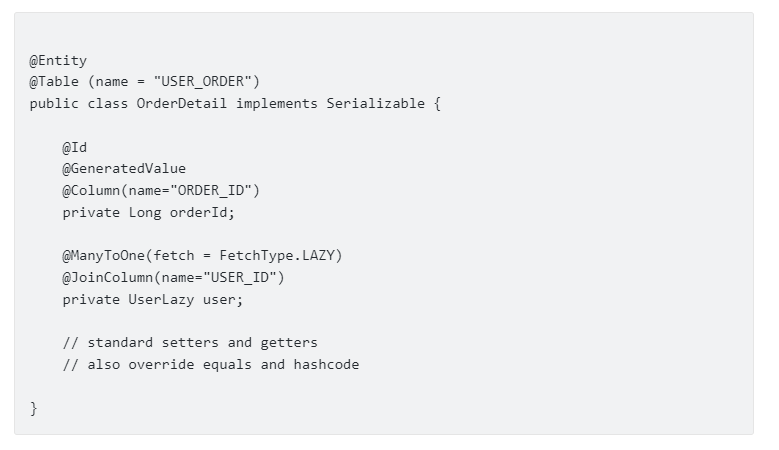 @Entity
@Table (name = "USER_ORDER")
public class OrderDetail implements Serializable {
    @Id
    @GeneratedValue
    @Column(name="ORDER_ID")
    private Long orderId;
    @ManyToOne(fetch = FetchType.LAZY)
    @JoinColumn(name="USER_ID")
    private UserLazy user;
    // standard setters and getters
    // also override equals and hashcode
}